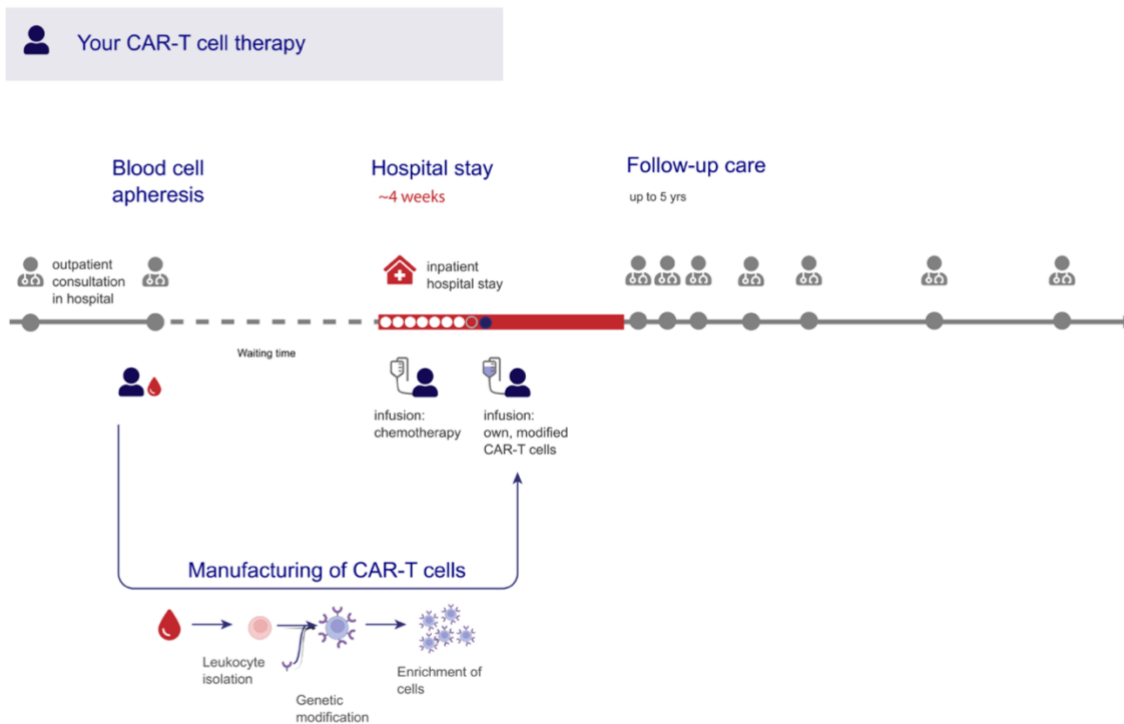 Your CAR-T cell therapy
Blood cell
apheresis
Hospital stay
~4 weeks
Follow-up care
up to 5 yrs
outpatient
consultation
in hospital
inpatient
hospital stay
Waiting time
infusion:
chemotherapy
infusion:
own, modified
CAR-T cells
Manufacturing of CAR-T cells
Leukocyte
isolation
Genetic
modification
Enrichment of
cells